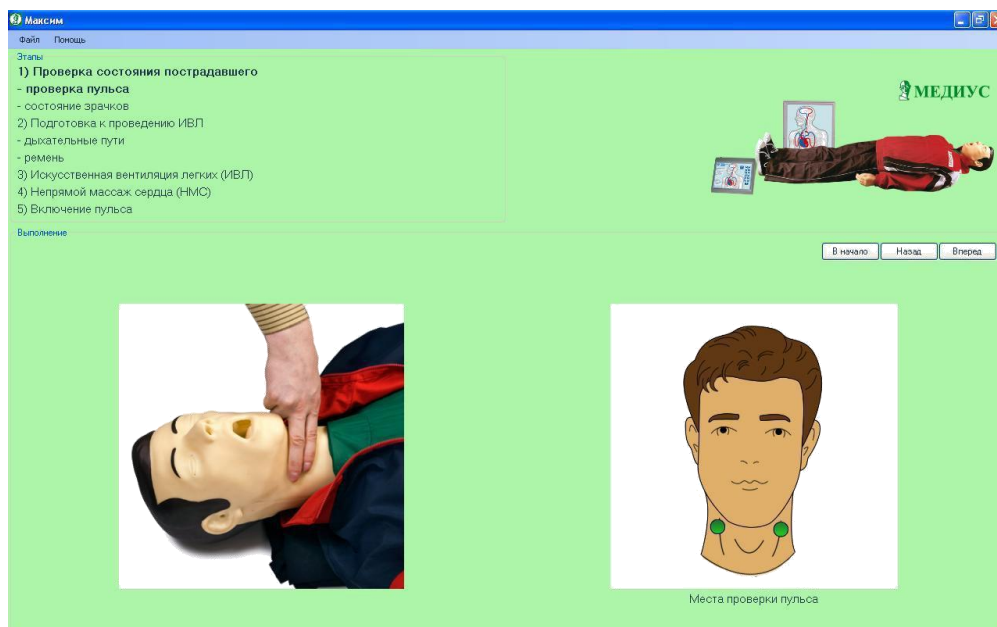 Максим
Файл Помощь
Этапы
1) Проверка состояния пострадавшего
- проверка пульса
- состояние зрачков
2) Подготовка к проведению ИВЛ
- дыхательные пути
- ремень
3) Искусственная вентиляция легких (ИВЛ)
4) Непрямой массаж сердца (НМС)
5) Включение пульса
МЕДИУС
Выполнение
В начало Назад Вперед
Места проверки пульса